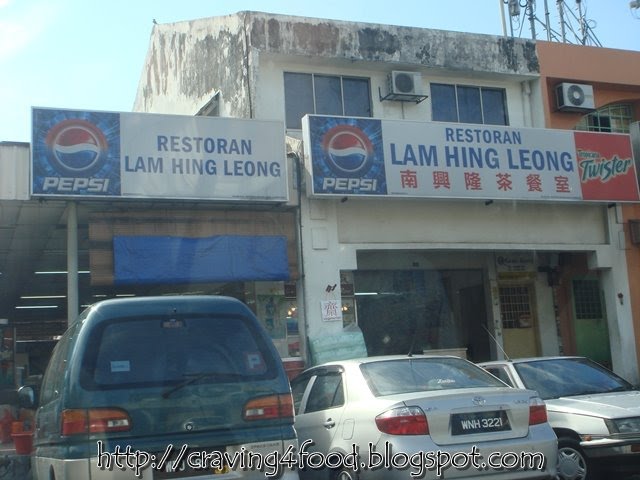 RESTORAN
LAM HING LEONG
PEPSI
RESTORAN
LAM HING LEONG
南興隆茶餐室
PEPSI
Twister
齋
WNH 3221
http://craving4food.blogspot.com